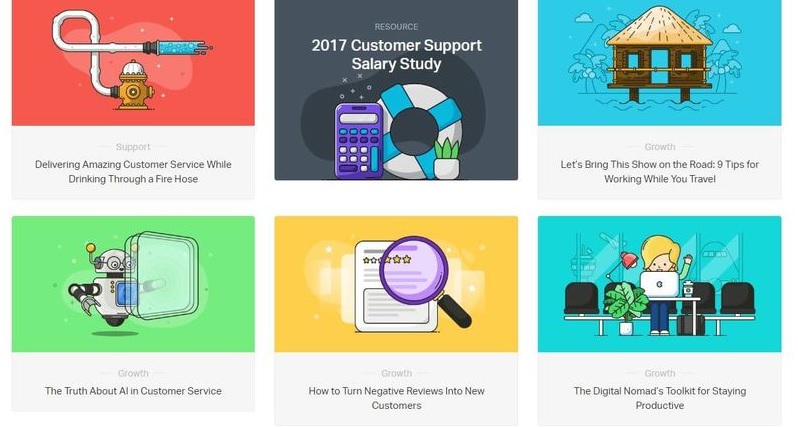 RESOURCE
2017 Customer Support
Salary Study
Support
Delivering Amazing Customer Service While
Drinking Through a Fire Hose
Growth
Let's Bring This Show on the Road: 9 Tips for
Working While You Travel
Growth
The Truth About AI in Customer Service
Growth
How to Turn Negative Reviews Into New
Customers
Growth
The Digital Nomad's Toolkit for Staying
Productive